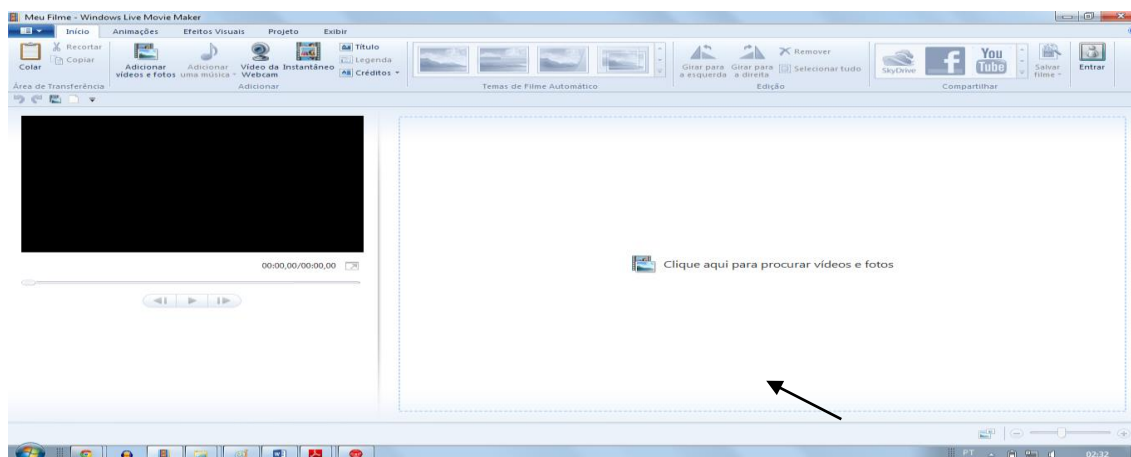 Meu Filme - Windows Live Movie Maker
Início Animações Efeitos Visuais Projeto Exibir
Colar
Recortar
Copiar
Área de Transferência
Adicionar vídeos e fotos
Adicionar uma música
Vídeo da Webcam
Instantâneo
Título
Legenda
Créditos
Adicionar
Temas de Filme Automático
Girar para a esquerda
Girar para a direita
Remover
Selecionar tudo
Edição
SkyDrive
f
You Tube
Compartilhar
Salvar filme
Entrar
00:00,00/00:00,00
Clique aqui para procurar vídeos e fotos
PT
02:32